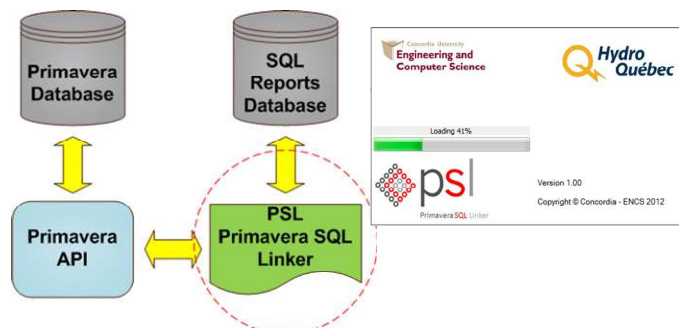 Primavera
Database
SQL
Reports
Database
Concordia University
Engineering and
Computer Science
Hydro
Québec
Loading 41%
PSL
Primavera SQL
Linker
Primavera
API
psl
Primavera SQL Linker
Version 1.00
Copyright © Concordia - ENCS 2012